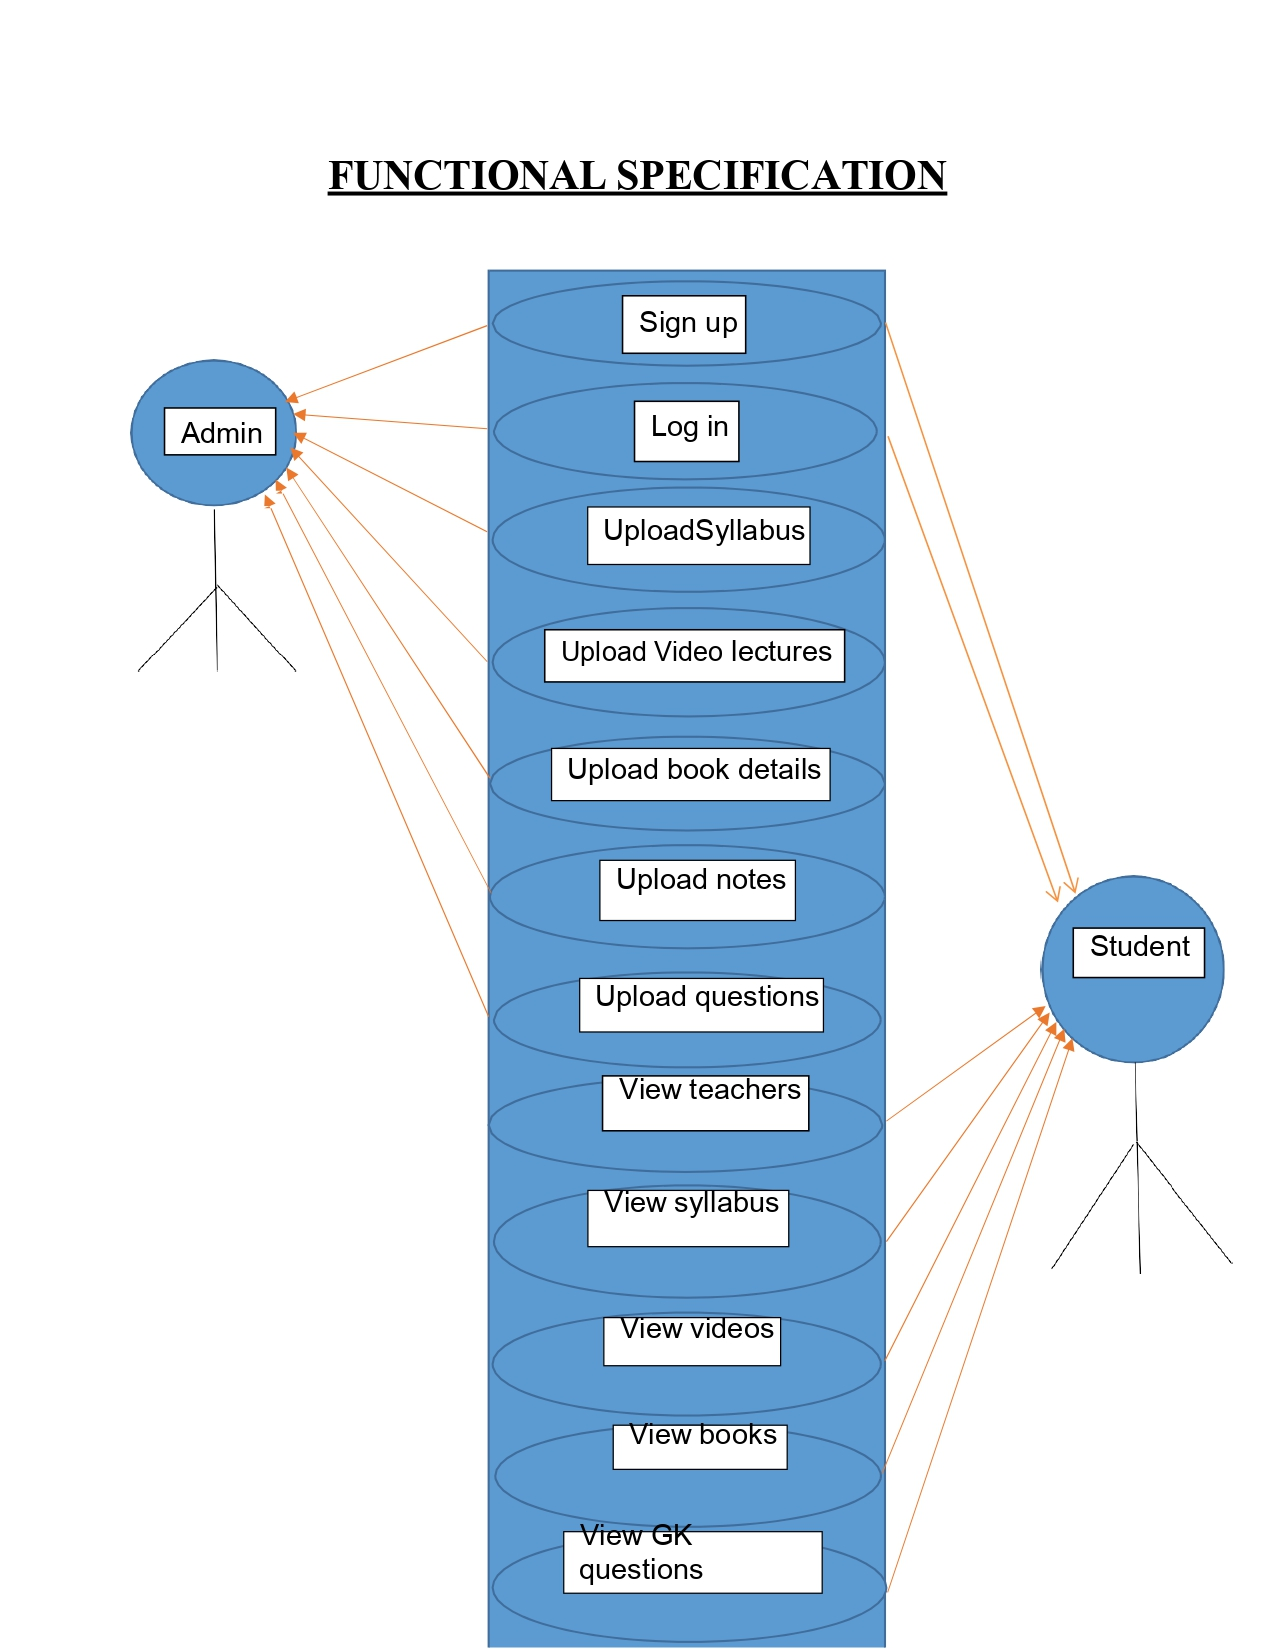 FUNCTIONAL SPECIFICATION
Sign up
Admin
Log in
UploadSyllabus
Upload Video lectures
Upload book details
Upload notes
Student
Upload questions
View teachers
View syllabus
View videos
View books
View GK
questions